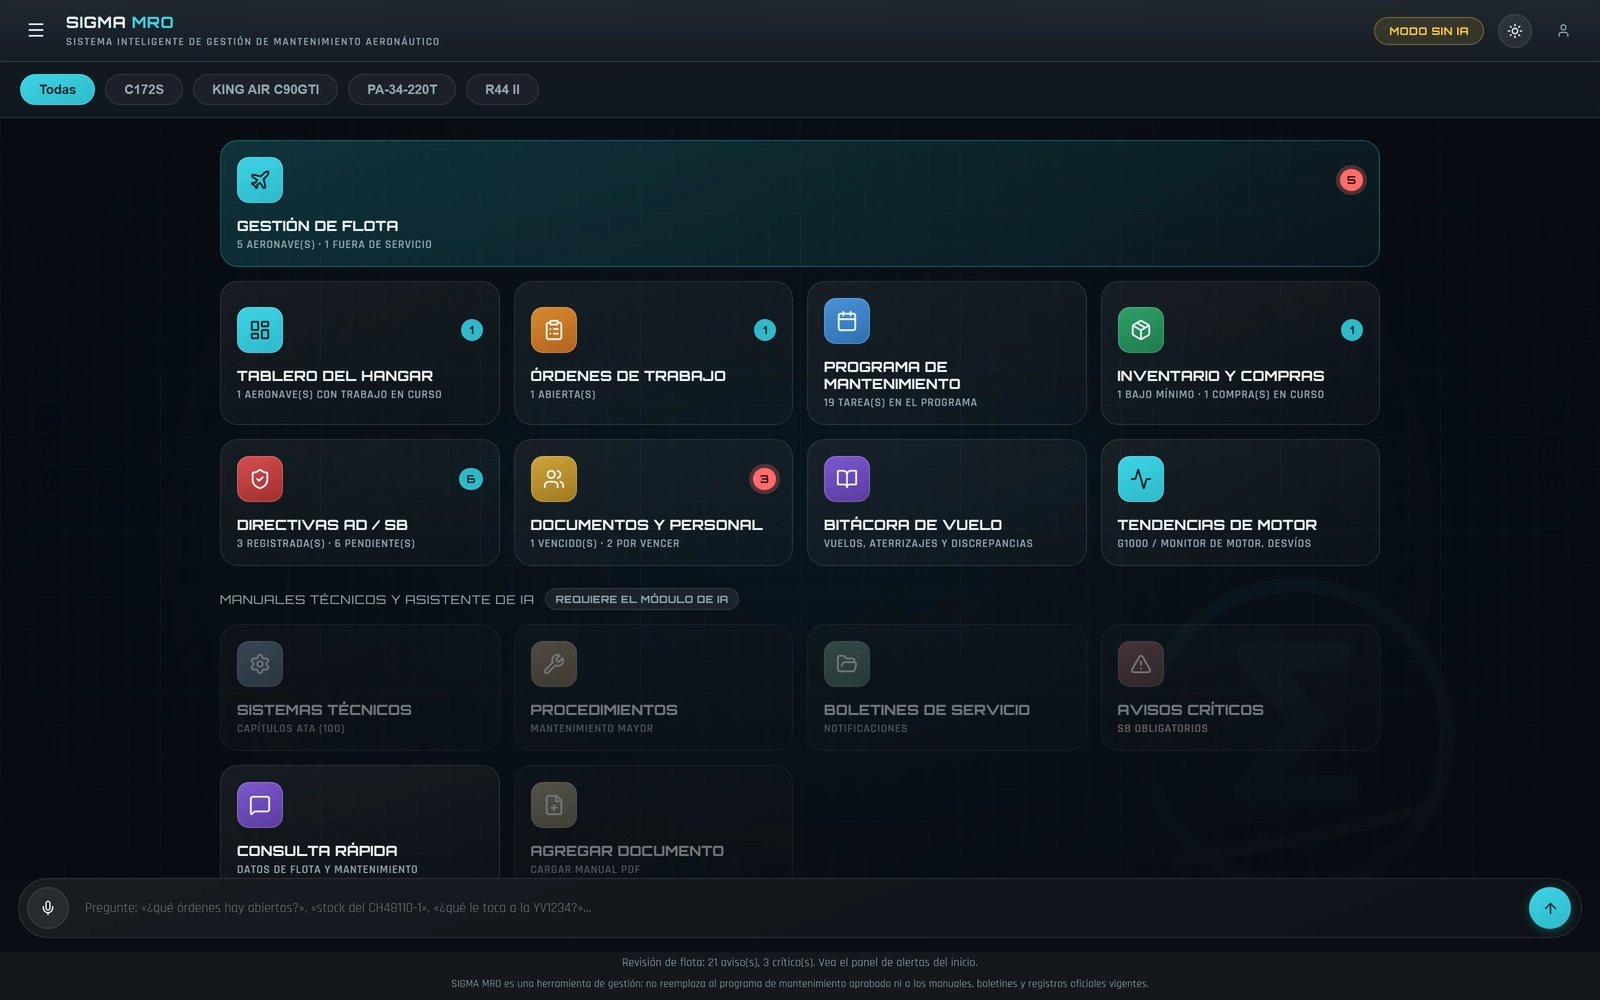 SIGMA MRO
SISTEMA INTELIGENTE DE GESTIÓN DE MANTENIMIENTO AERONÁUTICO
MODO SIN IA
Todas
C172S
KING AIR C90GTI
PA-34-220T
R44 II
5
GESTIÓN DE FLOTA
5 AERONAVE(S) · 1 FUERA DE SERVICIO
1
TABLERO DEL HANGAR
1 AERONAVE(S) CON TRABAJO EN CURSO
1
ÓRDENES DE TRABAJO
1 ABIERTA(S)
PROGRAMA DE
MANTENIMIENTO
19 TAREA(S) EN EL PROGRAMA
1
INVENTARIO Y COMPRAS
1 BAJO MÍNIMO · 1 COMPRA(S) EN CURSO
6
DIRECTIVAS AD / SB
3 REGISTRADA(S) · 6 PENDIENTE(S)
3
DOCUMENTOS Y PERSONAL
1 VENCIDO(S) · 2 POR VENCER
BITÁCORA DE VUELO
VUELOS, ATERRIZAJES Y DISCREPANCIAS
TENDENCIAS DE MOTOR
G1000 / MONITOR DE MOTOR, DESVÍOS
MANUALES TÉCNICOS Y ASISTENTE DE IA
REQUIERE EL MÓDULO DE IA
SISTEMAS TÉCNICOS
CAPÍTULOS ATA (100)
PROCEDIMIENTOS
MANTENIMIENTO MAYOR
BOLETINES DE SERVICIO
NOTIFICACIONES
AVISOS CRÍTICOS
SB OBLIGATORIOS
CONSULTA RÁPIDA
DATOS DE FLOTA Y MANTENIMIENTO
AGREGAR DOCUMENTO
CARGAR MANUAL PDF
Pregunte: «¿qué órdenes hay abiertas?», «stock del CH48110-1», «¿qué le toca a la YV1234?»...
Revisión de flota: 21 aviso(s), 3 crítico(s). Vea el panel de alertas del inicio.
SIGMA MRO es una herramienta de gestión: no reemplaza al programa de mantenimiento aprobado ni a los manuales, boletines y registros oficiales vigentes.